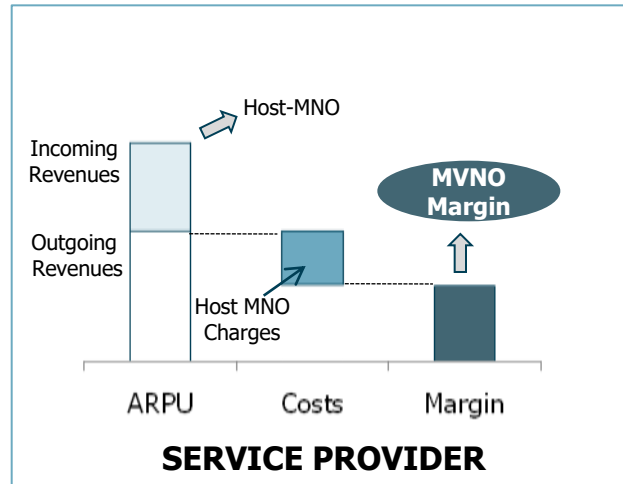 Host-MNO
Incoming
Revenues
MVNO
Margin
Outgoing
Revenues
Host MNO
Charges
ARPU
Costs
Margin
SERVICE PROVIDER